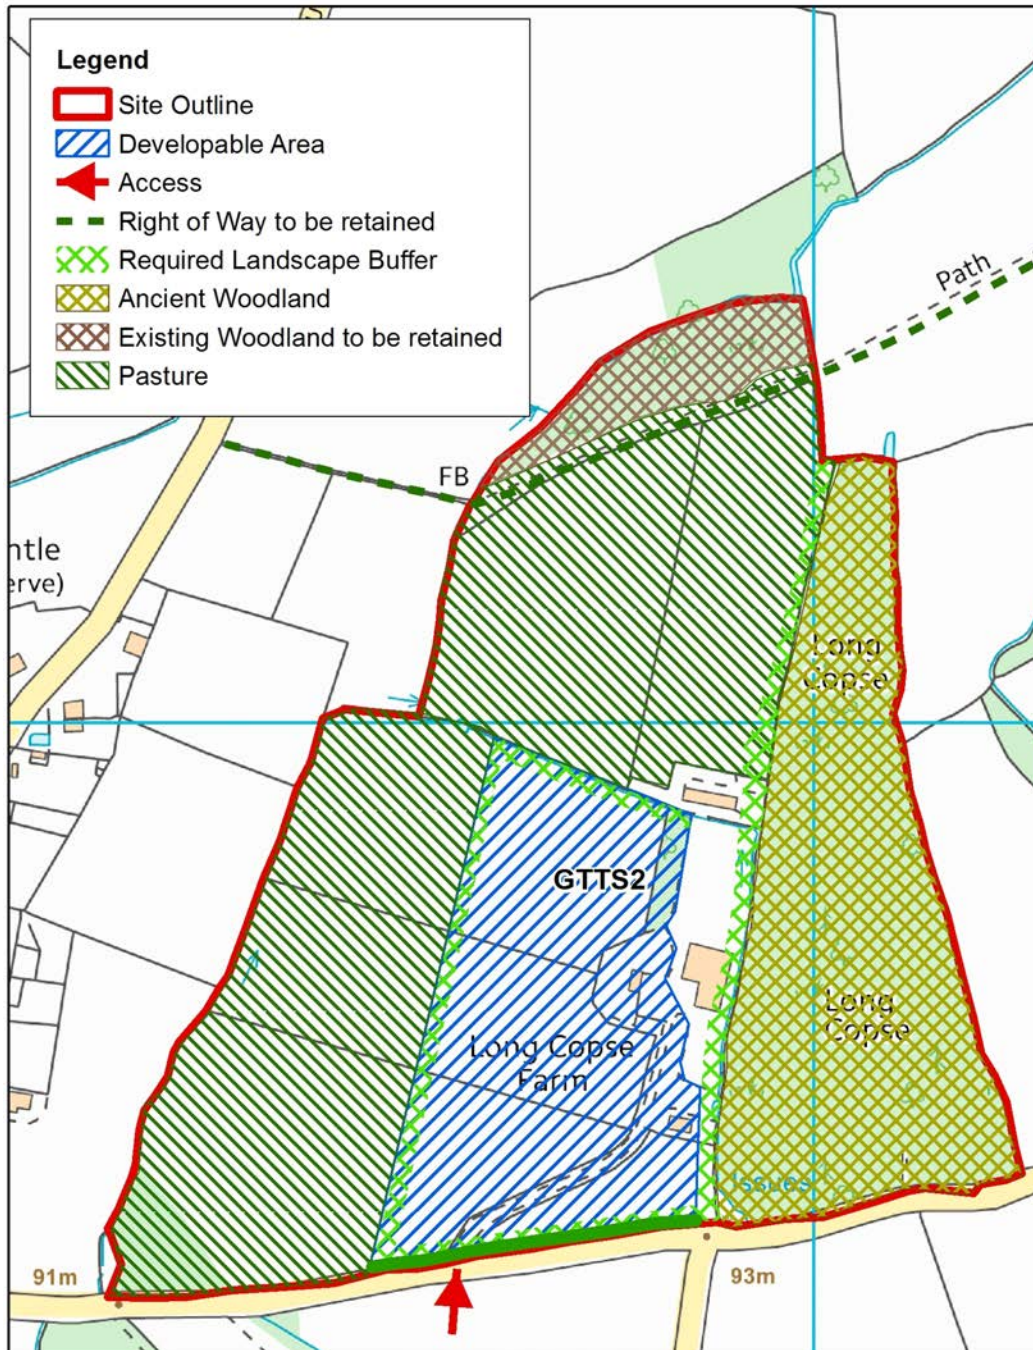 Legend
Site Outline
Developable Area
Access
Right of Way to be retained
Required Landscape Buffer
Ancient Woodland
Existing Woodland to be retained
Pasture
Path
FB
ntle
erve)
Long
Copse
GTTS2
Long
Copse
Long Copse
Farm
Issues
91m
93m